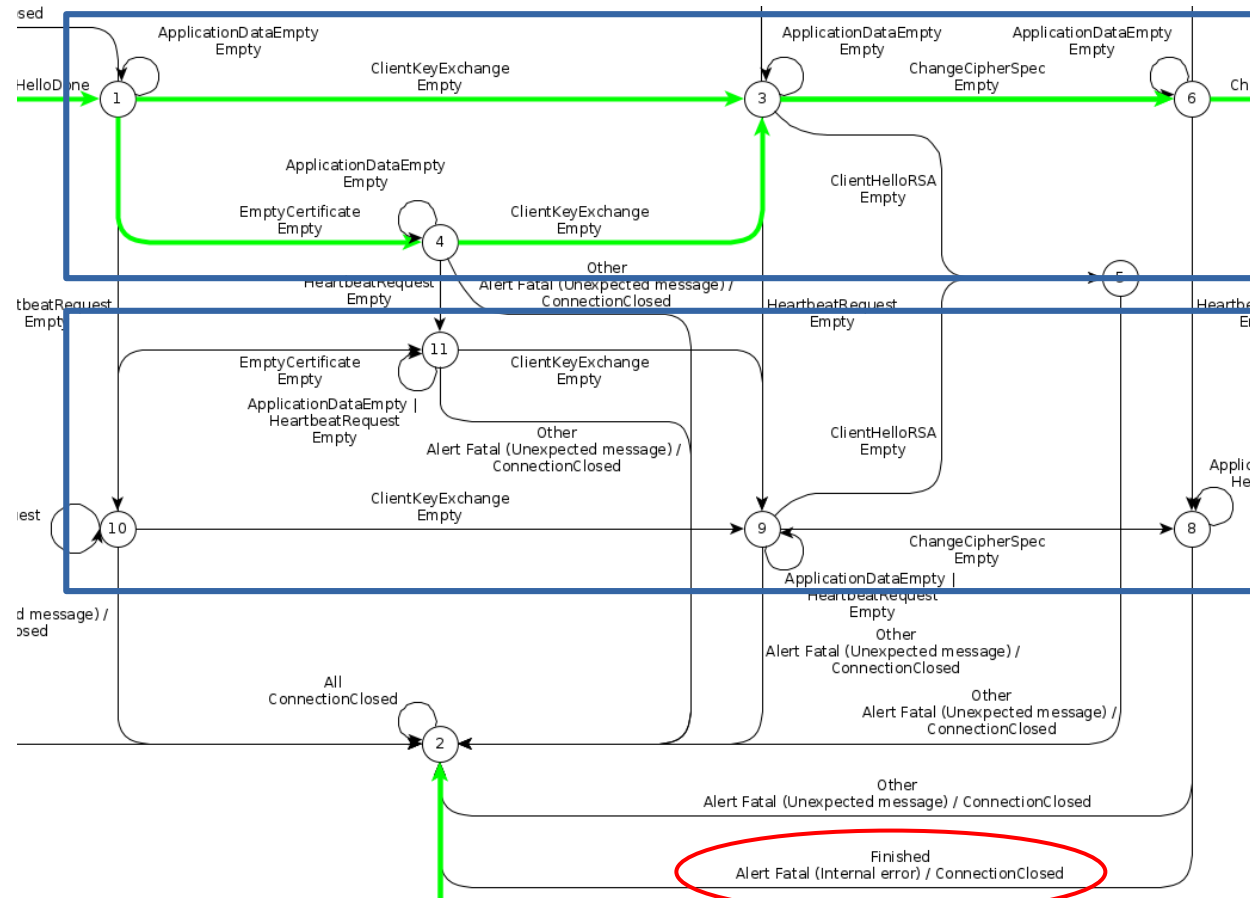 sed
ApplicationDataEmpty
Empty
ApplicationDataEmpty
Empty
ApplicationDataEmpty
Empty
ClientKeyExchange
Empty
ChangeCipherSpec
Empty
HelloDone
1
3
6
Ch
ApplicationDataEmpty
Empty
ClientHelloRSA
Empty
EmptyCertificate
Empty
ClientKeyExchange
Empty
4
Other
Alert Fatal (Unexpected message) /
ConnectionClosed
5
HeartbeatRequest
Empty
tbeatRequest
Empty
HeartbeatRequest
Empty
Heartbe
E
11
EmptyCertificate
Empty
ClientKeyExchange
Empty
ApplicationDataEmpty |
HeartbeatRequest
Empty
Other
Alert Fatal (Unexpected message) /
ConnectionClosed
ClientHelloRSA
Empty
Applic
He
ClientKeyExchange
Empty
est
10
9
8
ChangeCipherSpec
Empty
ApplicationDataEmpty |
HeartbeatRequest
Empty
d message) /
osed
Other
Alert Fatal (Unexpected message) /
ConnectionClosed
All
ConnectionClosed
Other
Alert Fatal (Unexpected message) /
ConnectionClosed
2
Other
Alert Fatal (Unexpected message) / ConnectionClosed
Finished
Alert Fatal (Internal error) / ConnectionClosed